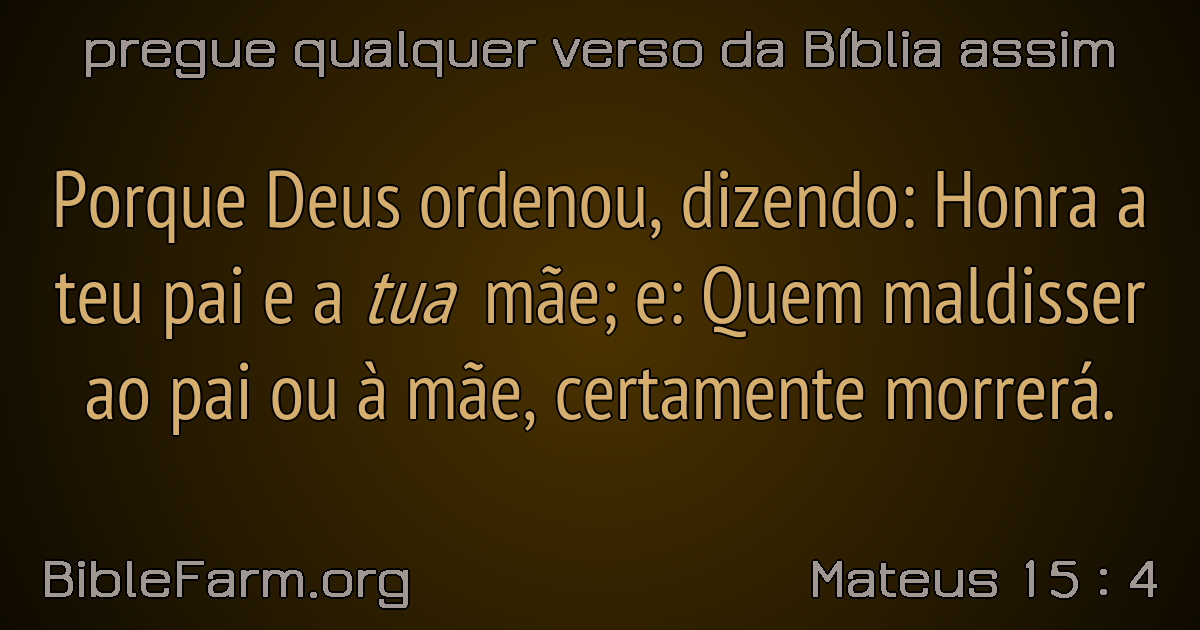 pregue qualquer verso da Bíblia assim
Porque Deus ordenou, dizendo: Honra a
teu pai e a tua mãe; e: Quem maldisser
ao pai ou à mãe, certamente morrerá.
BibleFarm.org
Mateus 15 : 4